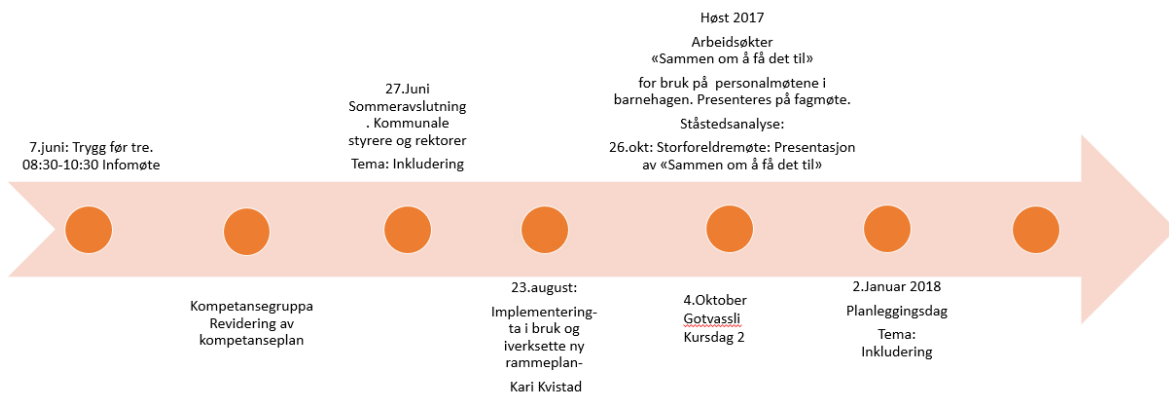 7.juni: Trygg før tre.
08:30-10:30 Infomøte
Kompetansegruppa
Revidering av
kompetanseplan
27.Juni
Sommeravslutning
. Kommunale
styrere og rektorer
Tema: Inkludering
23.august:
Implementering-
ta i bruk og
iverksette ny
rammeplan-
Kari Kvistad
Høst 2017
Arbeidsøkter
«Sammen om å få det til»
for bruk på  personalmøtene i
barnehagen. Presenteres på fagmøte.
Ståstedsanalyse:
26.okt: Storforeldremøte: Presentasjon
av «Sammen om å få det til»
4.Oktober
Gotvassli
Kursdag 2
2.Januar 2018
Planleggingsdag
Tema:
Inkludering